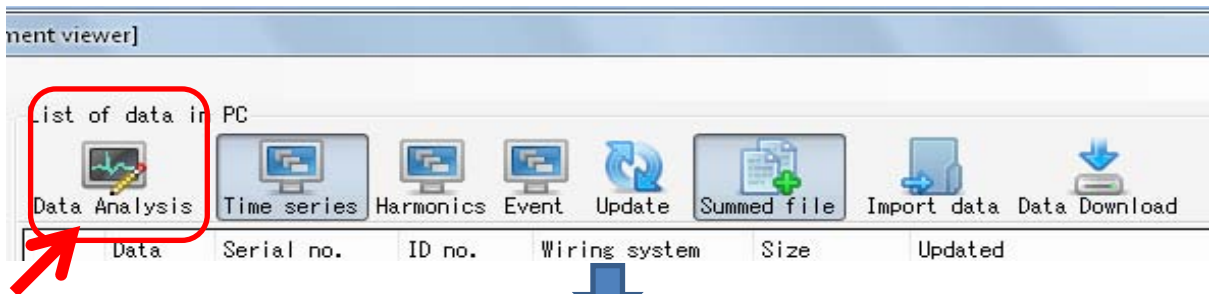 ment viewer]
List of data in PC
Data Analysis Time series Harmonics Event Update Summed file Import data Data Download
Data Serial no. ID no. Wiring system Size Updated